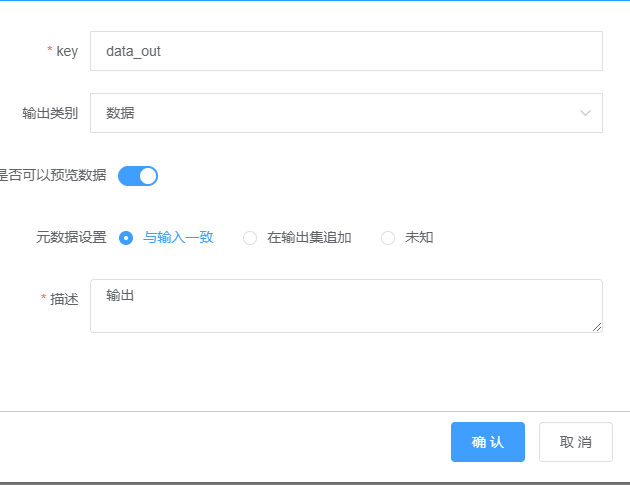 * key data_out
输出类别 数据
是否可以预览数据
元数据设置 与输入一致 在输出集追加 未知
* 描述 输出
确 认 取 消